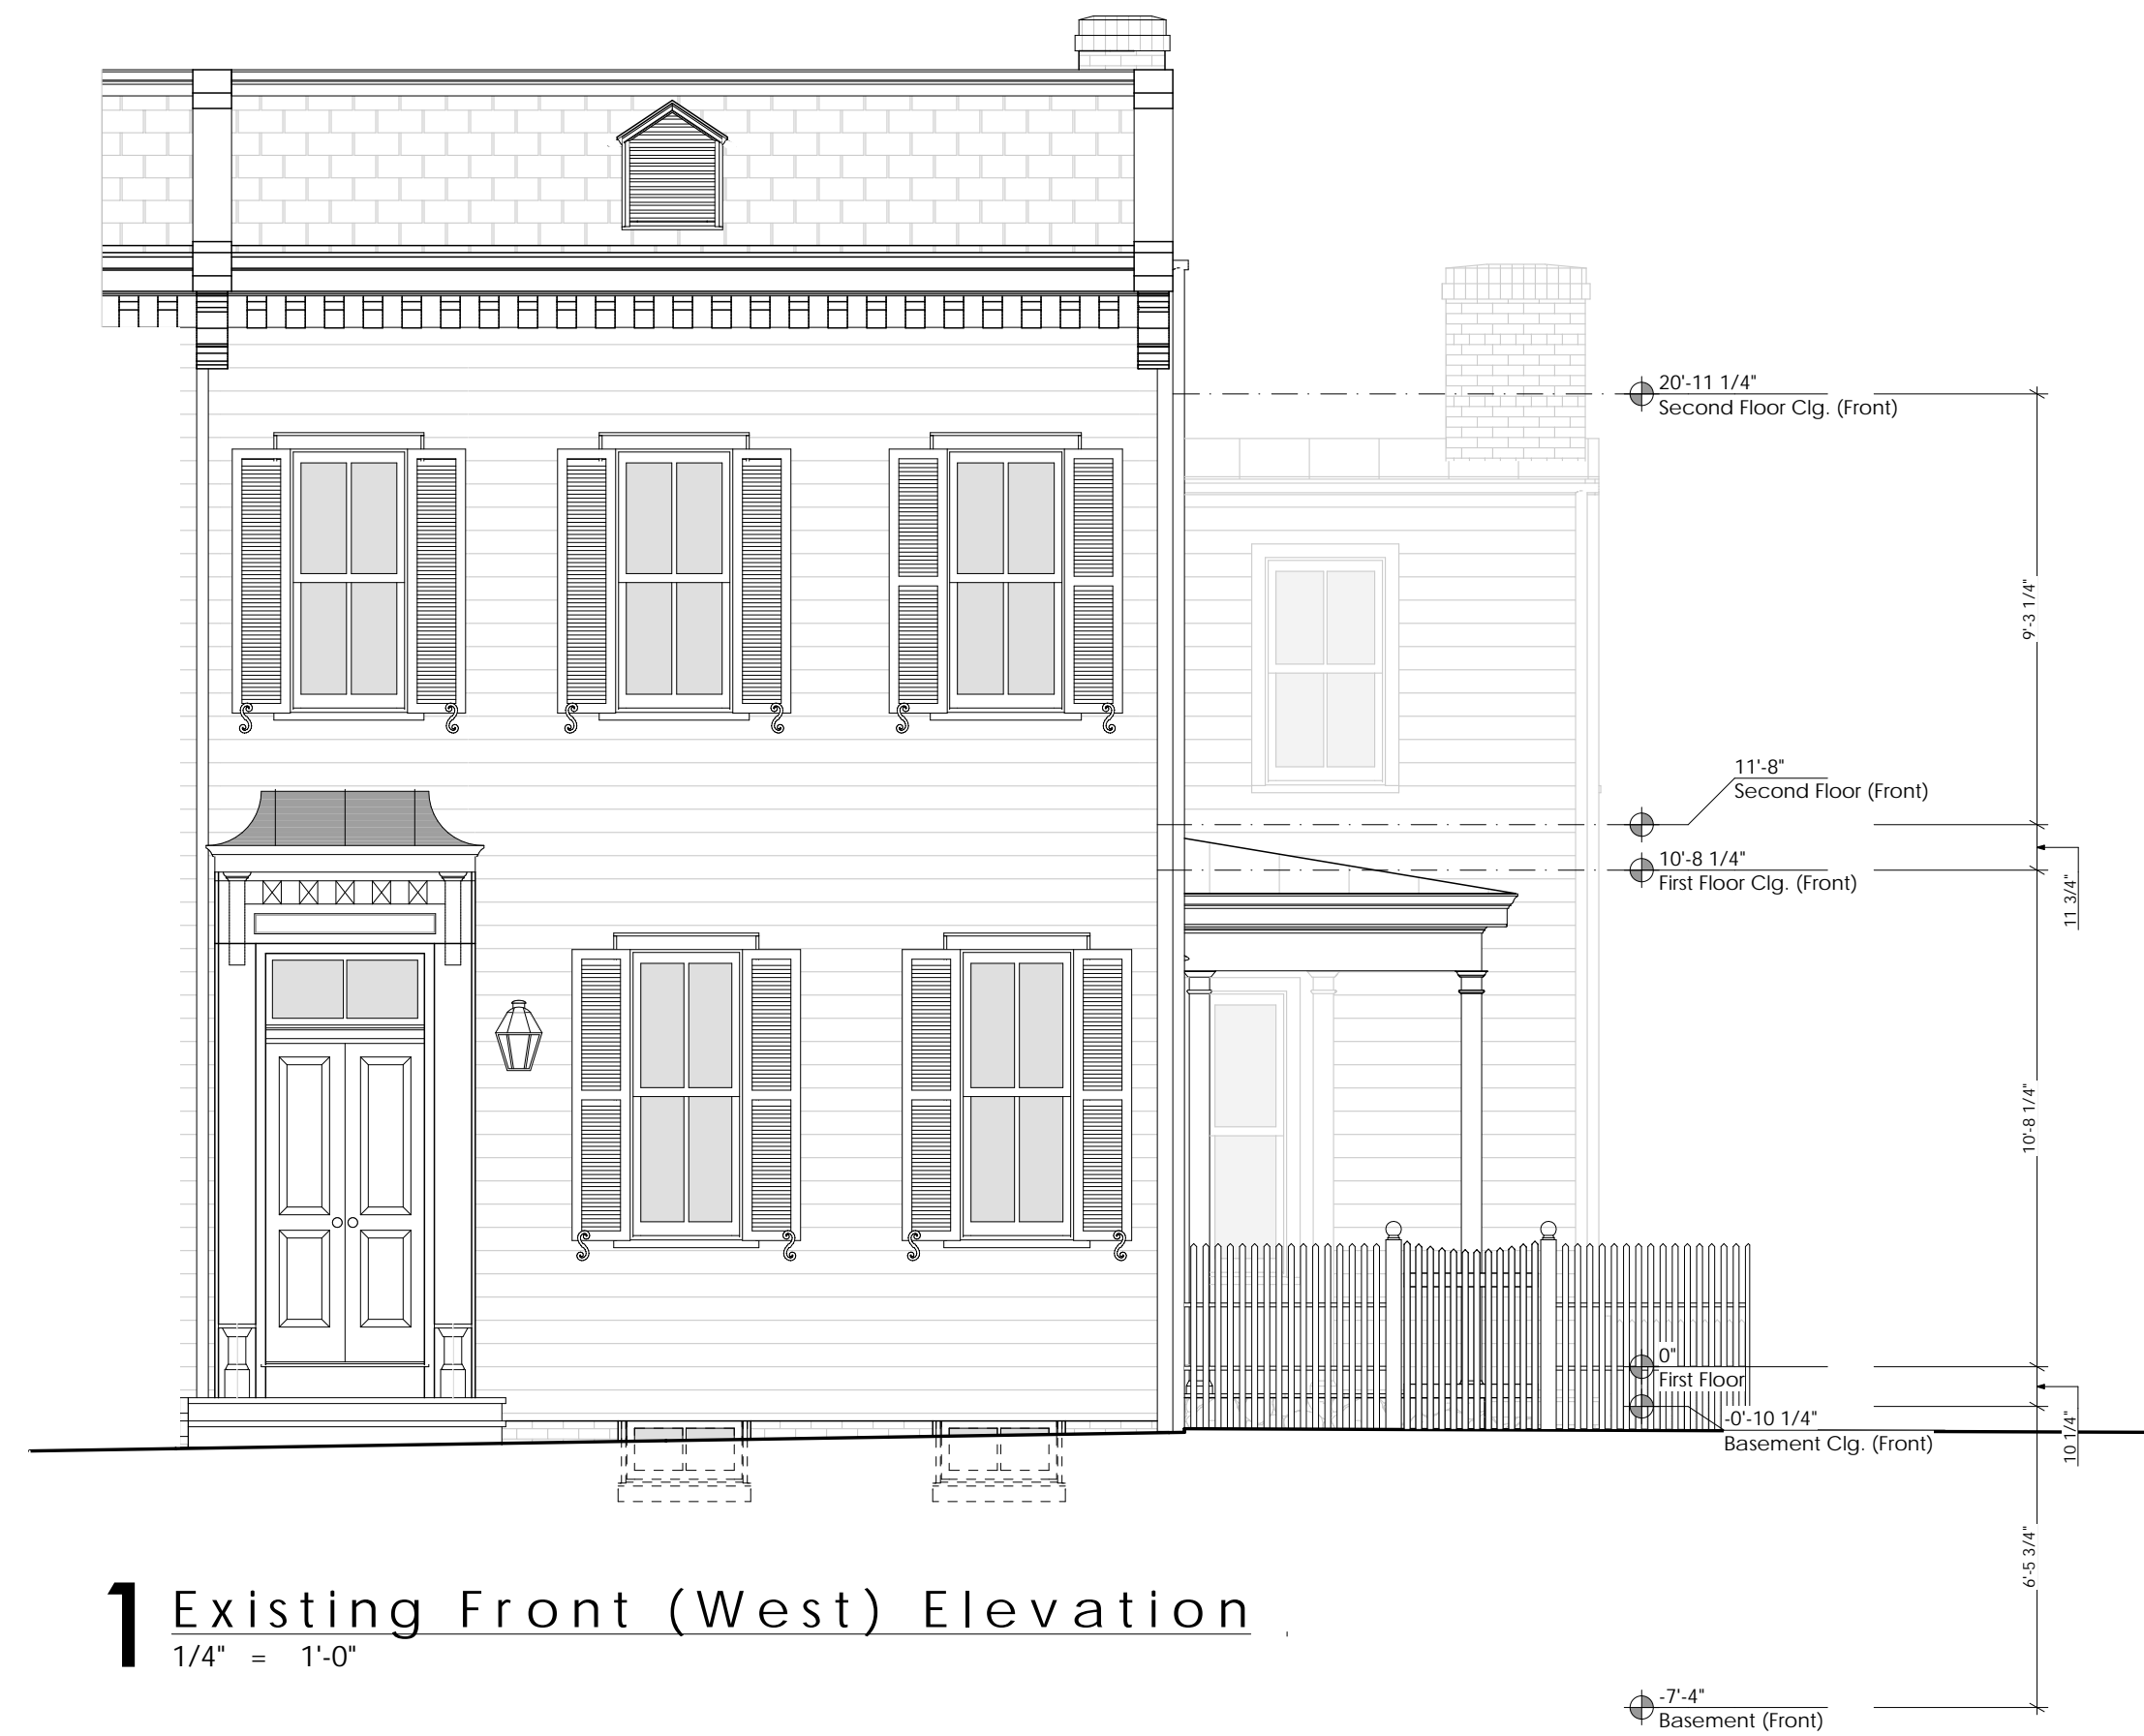 20'-11 1/4"
Second Floor Clg. (Front)
9'-3 1/4"
11'-8"
Second Floor (Front)
10'-8 1/4"
First Floor Clg. (Front)
11 3/4"
10'-8 1/4"
0"
First Floor
-0'-10 1/4"
Basement Clg. (Front)
10 1/4"
6'-5 3/4"
1 Existing Front (West) Elevation
1/4" = 1'-0"
-7'-4"
Basement (Front)